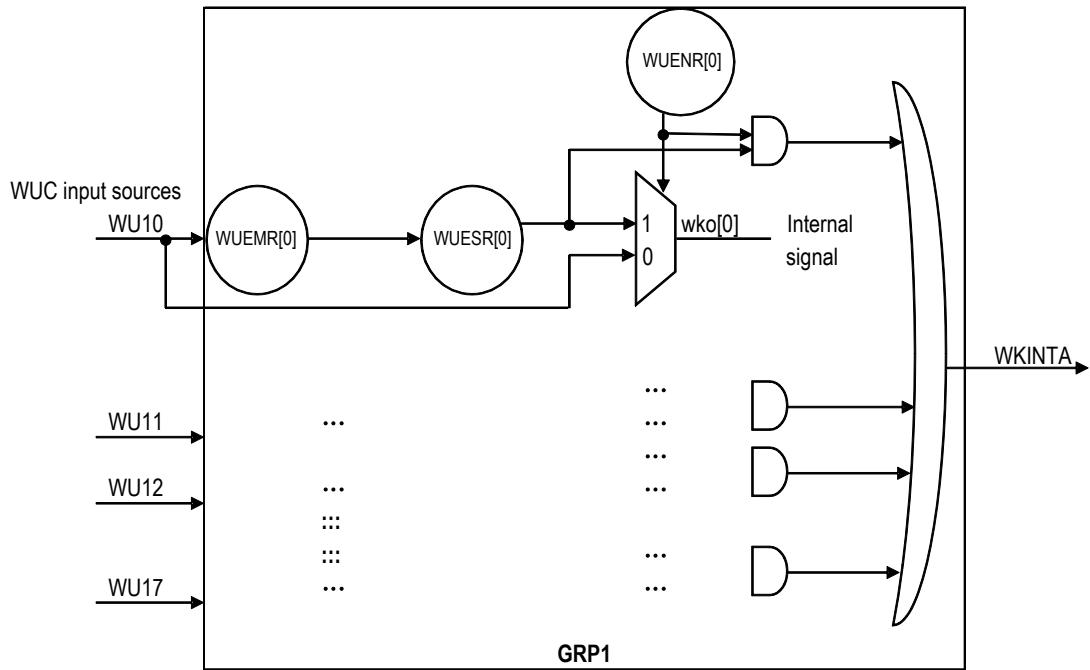 WUENR[0]
WUC input sources
WU10
WUEMR[0]
WUESR[0]
1
0
wko[0]
Internal
signal
WKINTA
...
WU11
...
...
...
WU12
...
...
:::
:::
...
WU17
...
...
GRP1